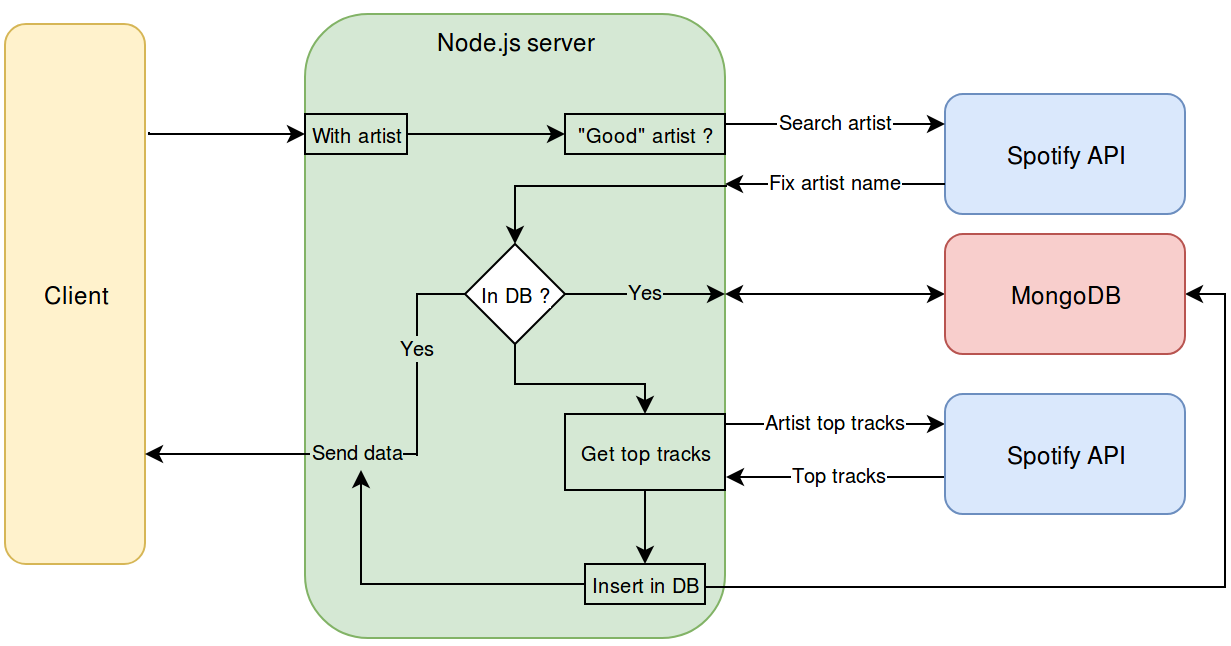 Node.js server
With artist
"Good" artist ?
Search artist
Spotify API
Fix artist name
Client
In DB ?
Yes
MongoDB
Yes
Send data
Get top tracks
Artist top tracks
Top tracks
Spotify API
Insert in DB